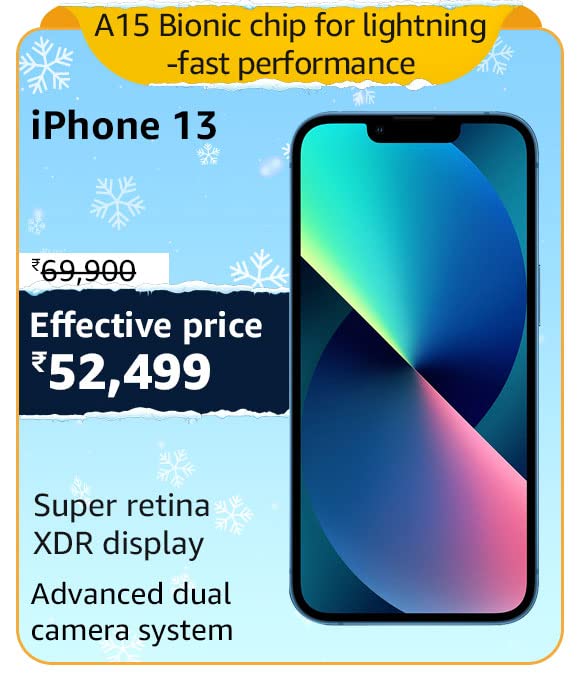 A15 Bionic chip for lightning
-fast performance
iPhone 13
₹69,900
Effective price
₹52,499
Super retina
XDR display
Advanced dual
camera system